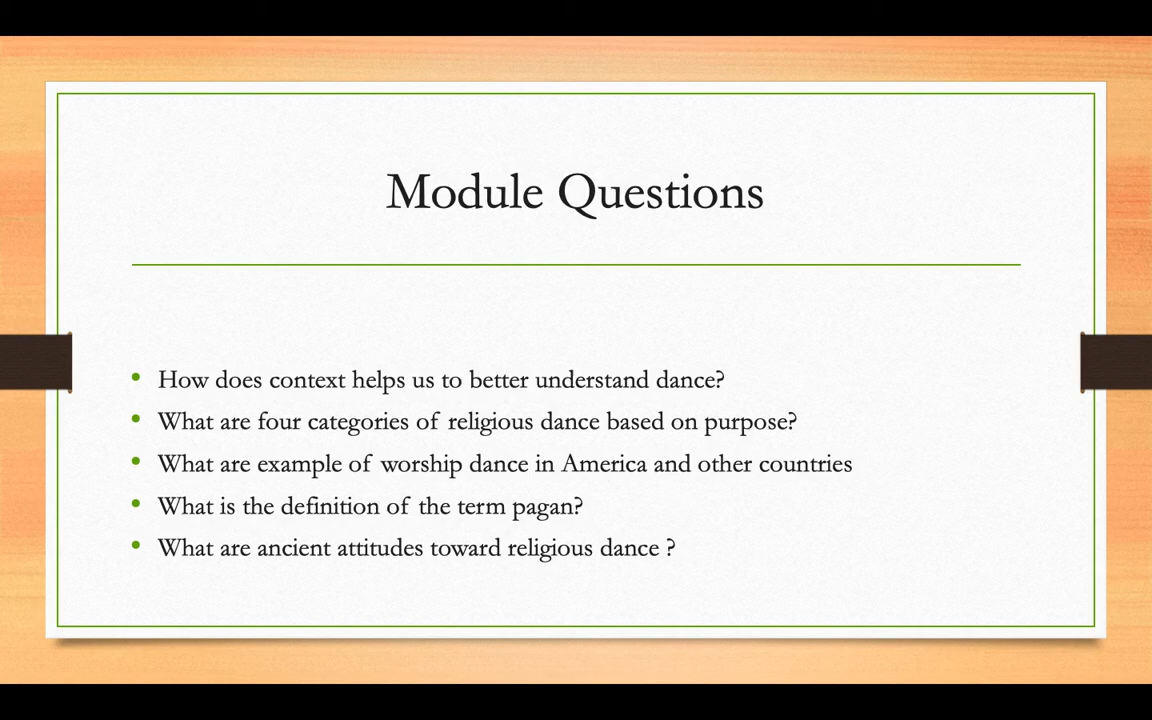 Module Questions
• How does context helps us to better understand dance?
• What are four categories of religious dance based on purpose?
• What are example of worship dance in America and other countries
• What is the definition of the term pagan?
• What are ancient attitudes toward religious dance ?